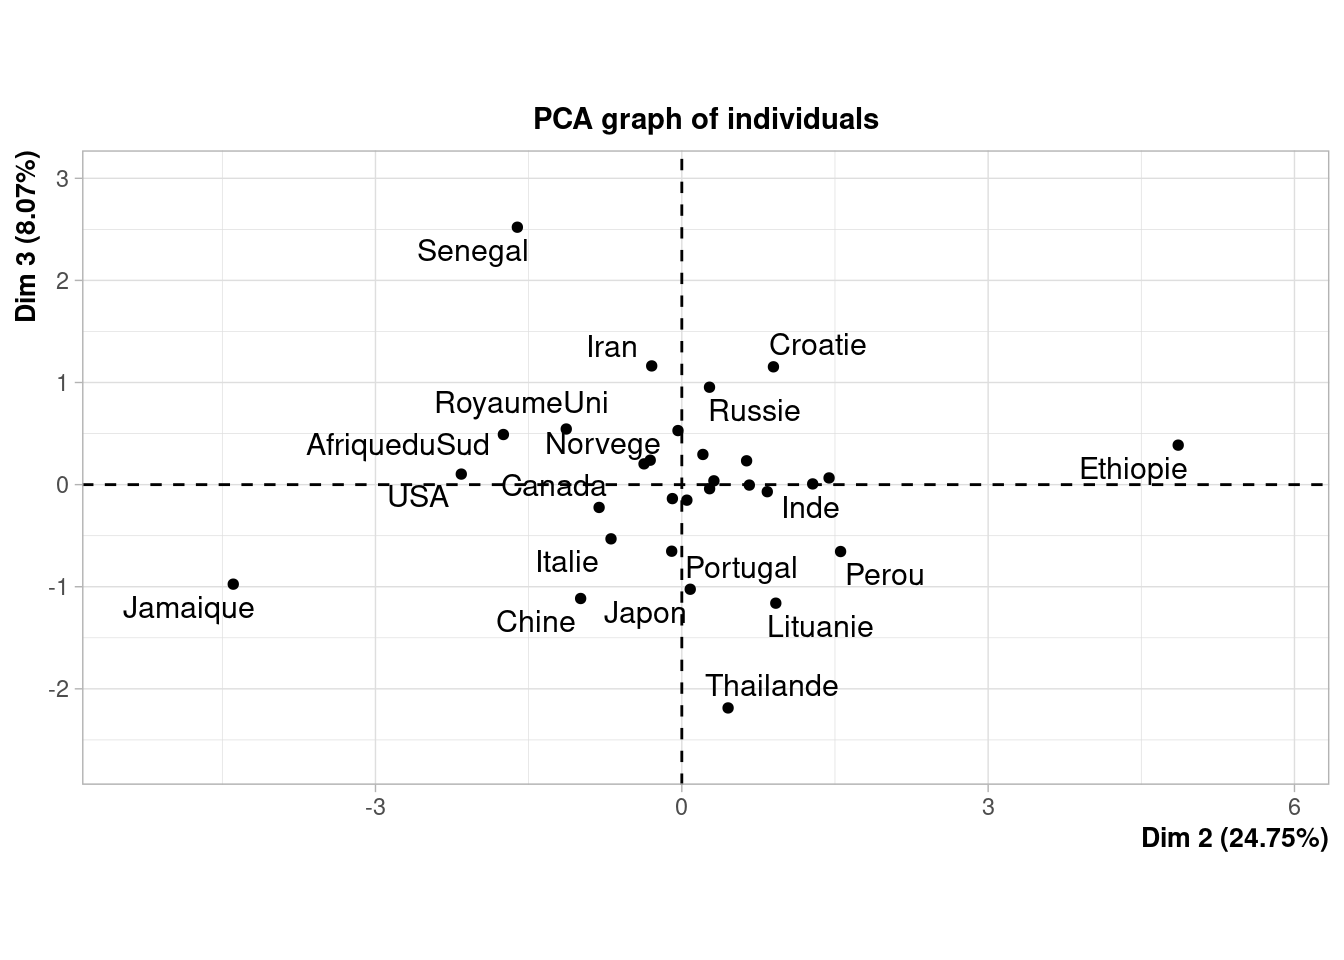 PCA graph of individuals
Dim 3 (8.07%)
3
2
1
0
-1
-2
Senegal
Iran
Croatie
RoyaumeUni
Russie
AfriqueduSud
Norvege
Ethiopie
USA
Canada
Inde
Italie
Portugal
Perou
Jamaique
Chine
Japon
Lituanie
Thailande
-3
0
3
6
Dim 2 (24.75%)